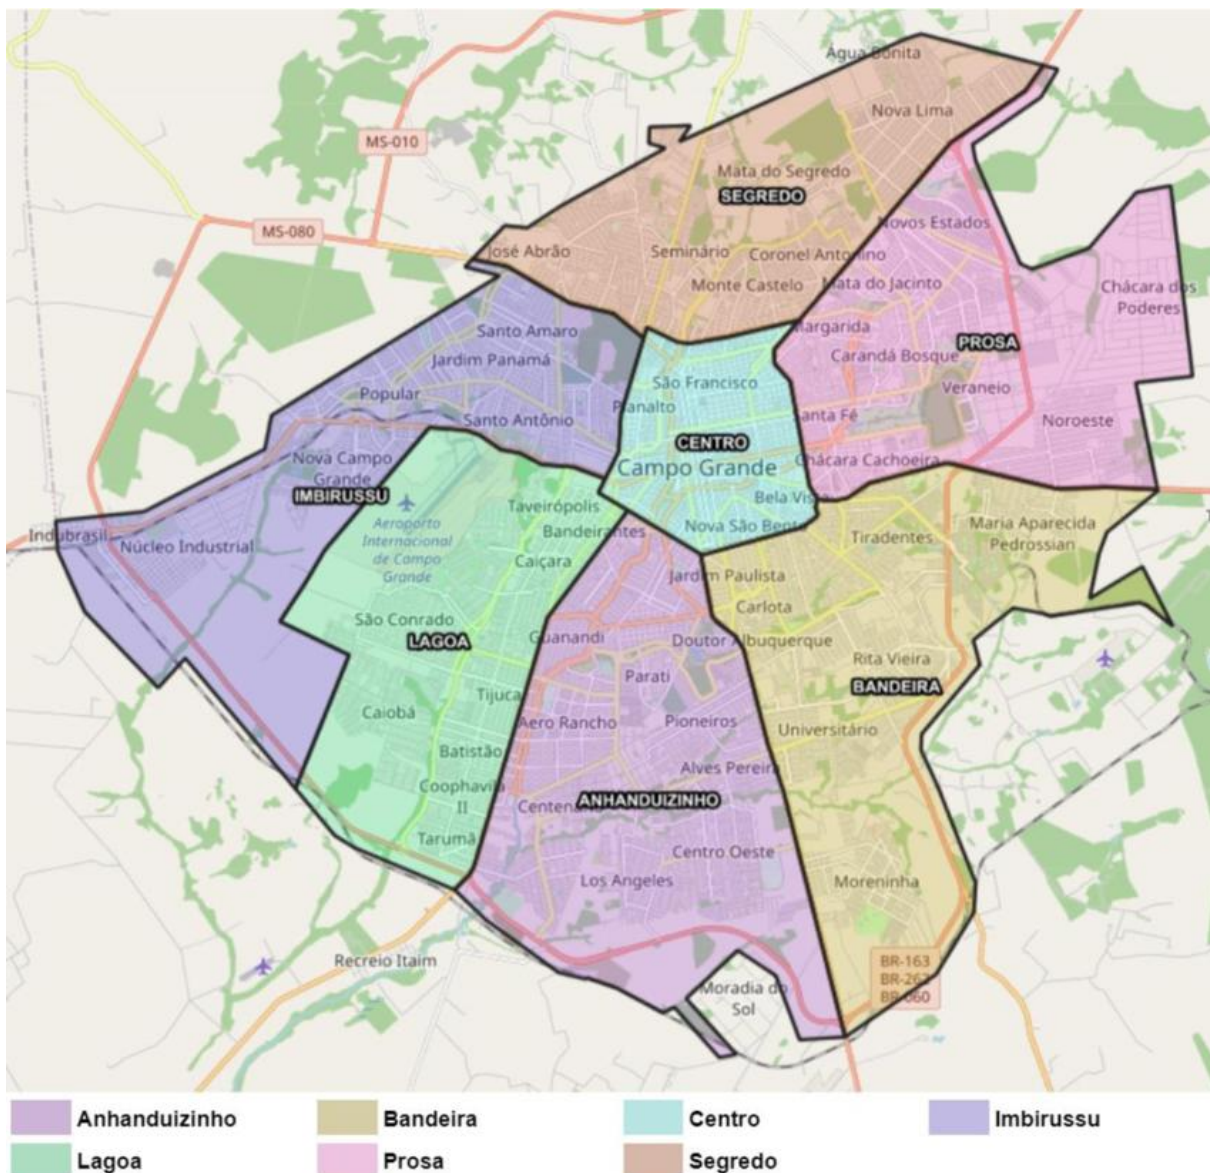 Água Bonita
Nova Lima
MS-010
Mata do Segredo
SEGREDO
Novos Estados
MS-080
José Abrão
Seminário
Coronel Antonino
Monte Castelo
Mata do Jacinto
Chácara dos
Poderes
Santo Amaro
Margarida
Jardim Panamá
Carandá Bosque
PROSA
São Francisco
Popular
Planalto
Veraneio
Santo Antônio
Santa Fé
Noroeste
CENTRO
Nova Campo
Grande
Campo Grande
Chácara Cachoeira
IMBIRUSSU
Taveirópolis
Bela Vista
Aeroporto
Internacional
de Campo
Grande
Bandeirantes
Nova São Bento
Maria Aparecida
Pedrossian
Indubrasil
Núcleo Industrial
Tiradentes
Caiçara
Jardim Paulista
Carlota
São Conrado
LAGOA
Guanandi
Doutor Albuquerque
Rita Vieira
Parati
BANDEIRA
Tijuca
Caiobá
Aero Rancho
Pioneiros
Universitário
Batistão
Alves Pereira
Coophavila
II
Centenário
ANHANDUIZINHO
Tarumã
Centro Oeste
Los Angeles
Moreninha
Recreio Itaim
BR-163
BR-262
BR-060
Moradia do
Sol
Anhanduizinho
Bandeira
Centro
Imbirussu
Lagoa
Prosa
Segredo